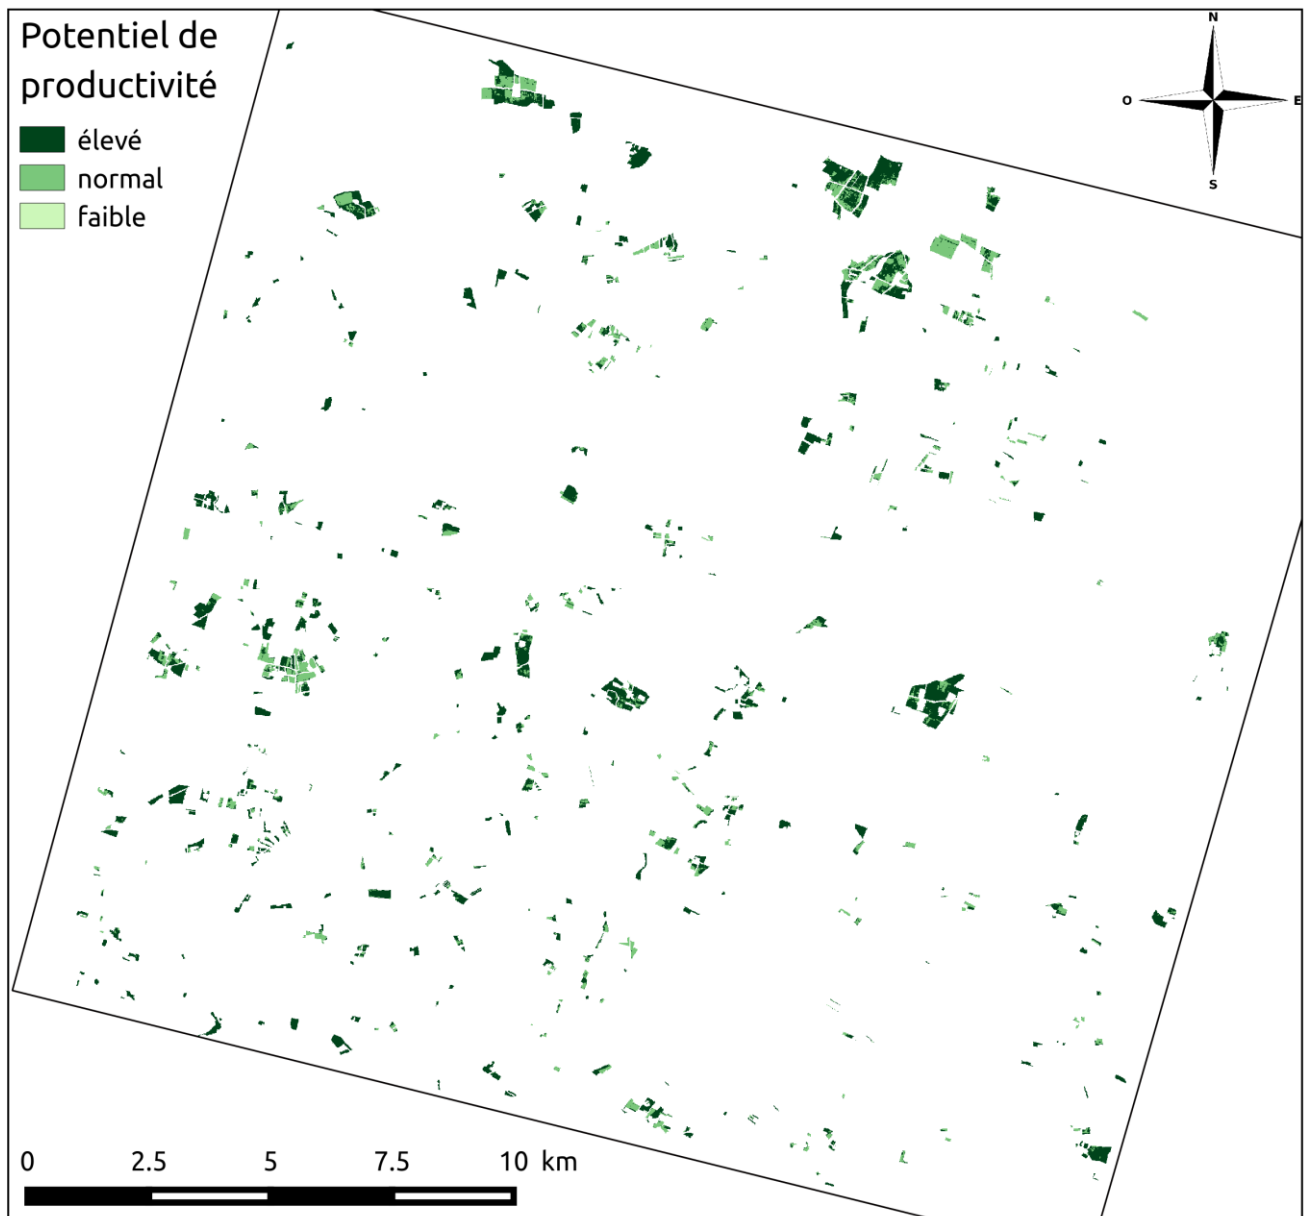 Potentiel de
productivité
élevé
normal
faible
N
O
E
S
0 2.5 5 7.5 10 km